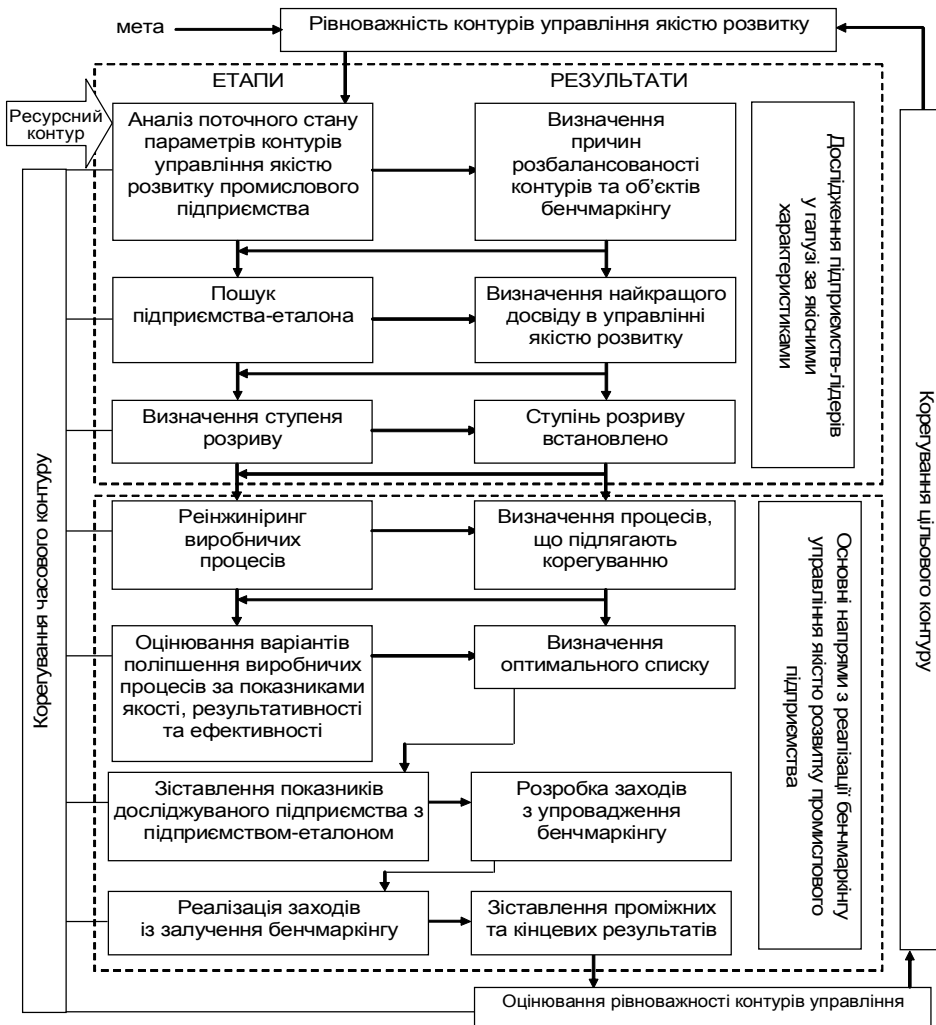 мета
Рівноважність контурів управління якістю розвитку
ЕТАПИ
РЕЗУЛЬТАТИ
Ресурсний
контур
Аналіз поточного стану
параметрів контурів
управління якістю
розвитку промислового
підприємства
Визначення
причин
розбалансованості
контурів та об’єктів
бенчмаркінгу
Пошук
підприємства-еталона
Визначення найкращого
досвіду в управлінні
якістю розвитку
Визначення ступеня
розриву
Ступінь розриву
встановлено
Дослідження підприємств-лідерів
у галузі за якісними
характеристиками
Реінжиніринг
виробничих
процесів
Визначення процесів,
що підлягають
корегуванню
Оцінювання варіантів
поліпшення виробничих
процесів за показниками
якості, результативності
та ефективності
Визначення
оптимального списку
Зіставлення показників
досліджуваного підприємства з
підприємством-еталоном
Розробка заходів
з упровадження
бенчмаркінгу
Реалізація заходів
із залучення бенчмаркінгу
Зіставлення проміжних
та кінцевих результатів
Основні напрями з реалізації бенчмаркінгу
управління якістю розвитку промислового
підприємства
Корегування часового контуру
Корегування цільового контуру
Оцінювання рівноважності контурів управління